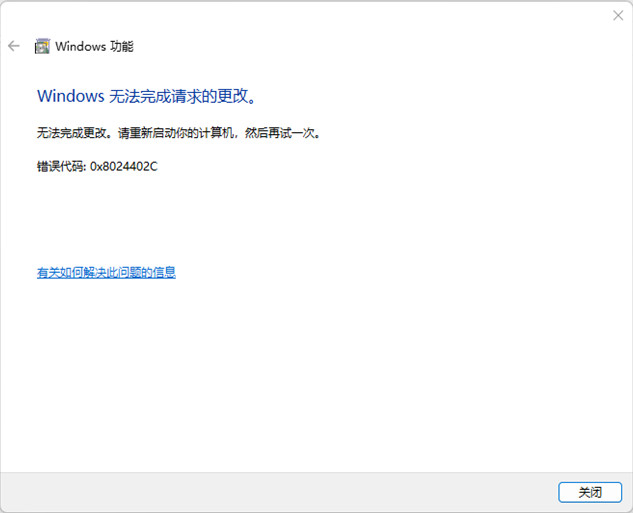 Windows 功能
Windows 无法完成请求的更改。
无法完成更改。请重新启动你的计算机，然后再试一次。
错误代码: 0x8024402C
有关如何解决此问题的信息
关闭